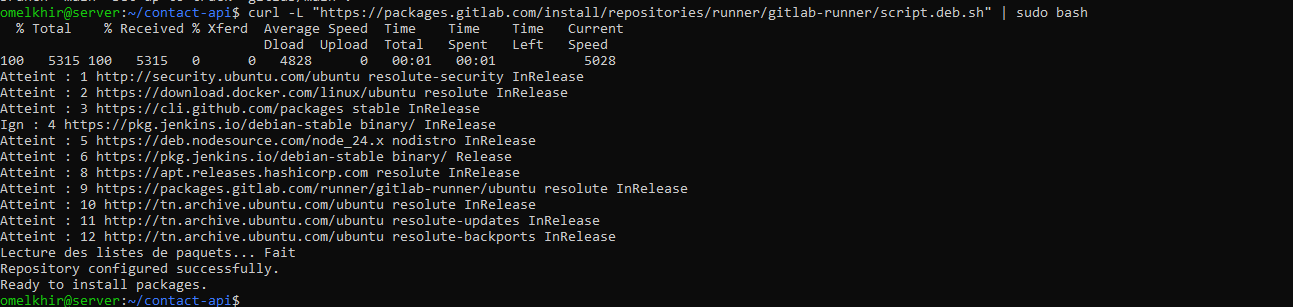 omelkhir@server:~/contact-api$ curl -L "https://packages.gitlab.com/install/repositories/runner/gitlab-runner/script.deb.sh" | sudo bash
% Total % Received % Xferd Average Speed Time Time Time Current
Dload Upload Total Spent Left Speed
100 5315 100 5315 0 0 4828 0 00:01 00:01 5028
Atteint : 1 http://security.ubuntu.com/ubuntu resolute-security InRelease
Atteint : 2 https://download.docker.com/linux/ubuntu resolute InRelease
Atteint : 3 https://cli.github.com/packages stable InRelease
Ign : 4 https://pkg.jenkins.io/debian-stable binary/ InRelease
Atteint : 5 https://deb.nodesource.com/node_24.x nodistro InRelease
Atteint : 6 https://pkg.jenkins.io/debian-stable binary/ Release
Atteint : 8 https://apt.releases.hashicorp.com resolute InRelease
Atteint : 9 https://packages.gitlab.com/runner/gitlab-runner/ubuntu resolute InRelease
Atteint : 10 http://tn.archive.ubuntu.com/ubuntu resolute InRelease
Atteint : 11 http://tn.archive.ubuntu.com/ubuntu resolute-updates InRelease
Atteint : 12 http://tn.archive.ubuntu.com/ubuntu resolute-backports InRelease
Lecture des listes de paquets... Fait
Repository configured successfully.
Ready to install packages.
omelkhir@server:~/contact-api$